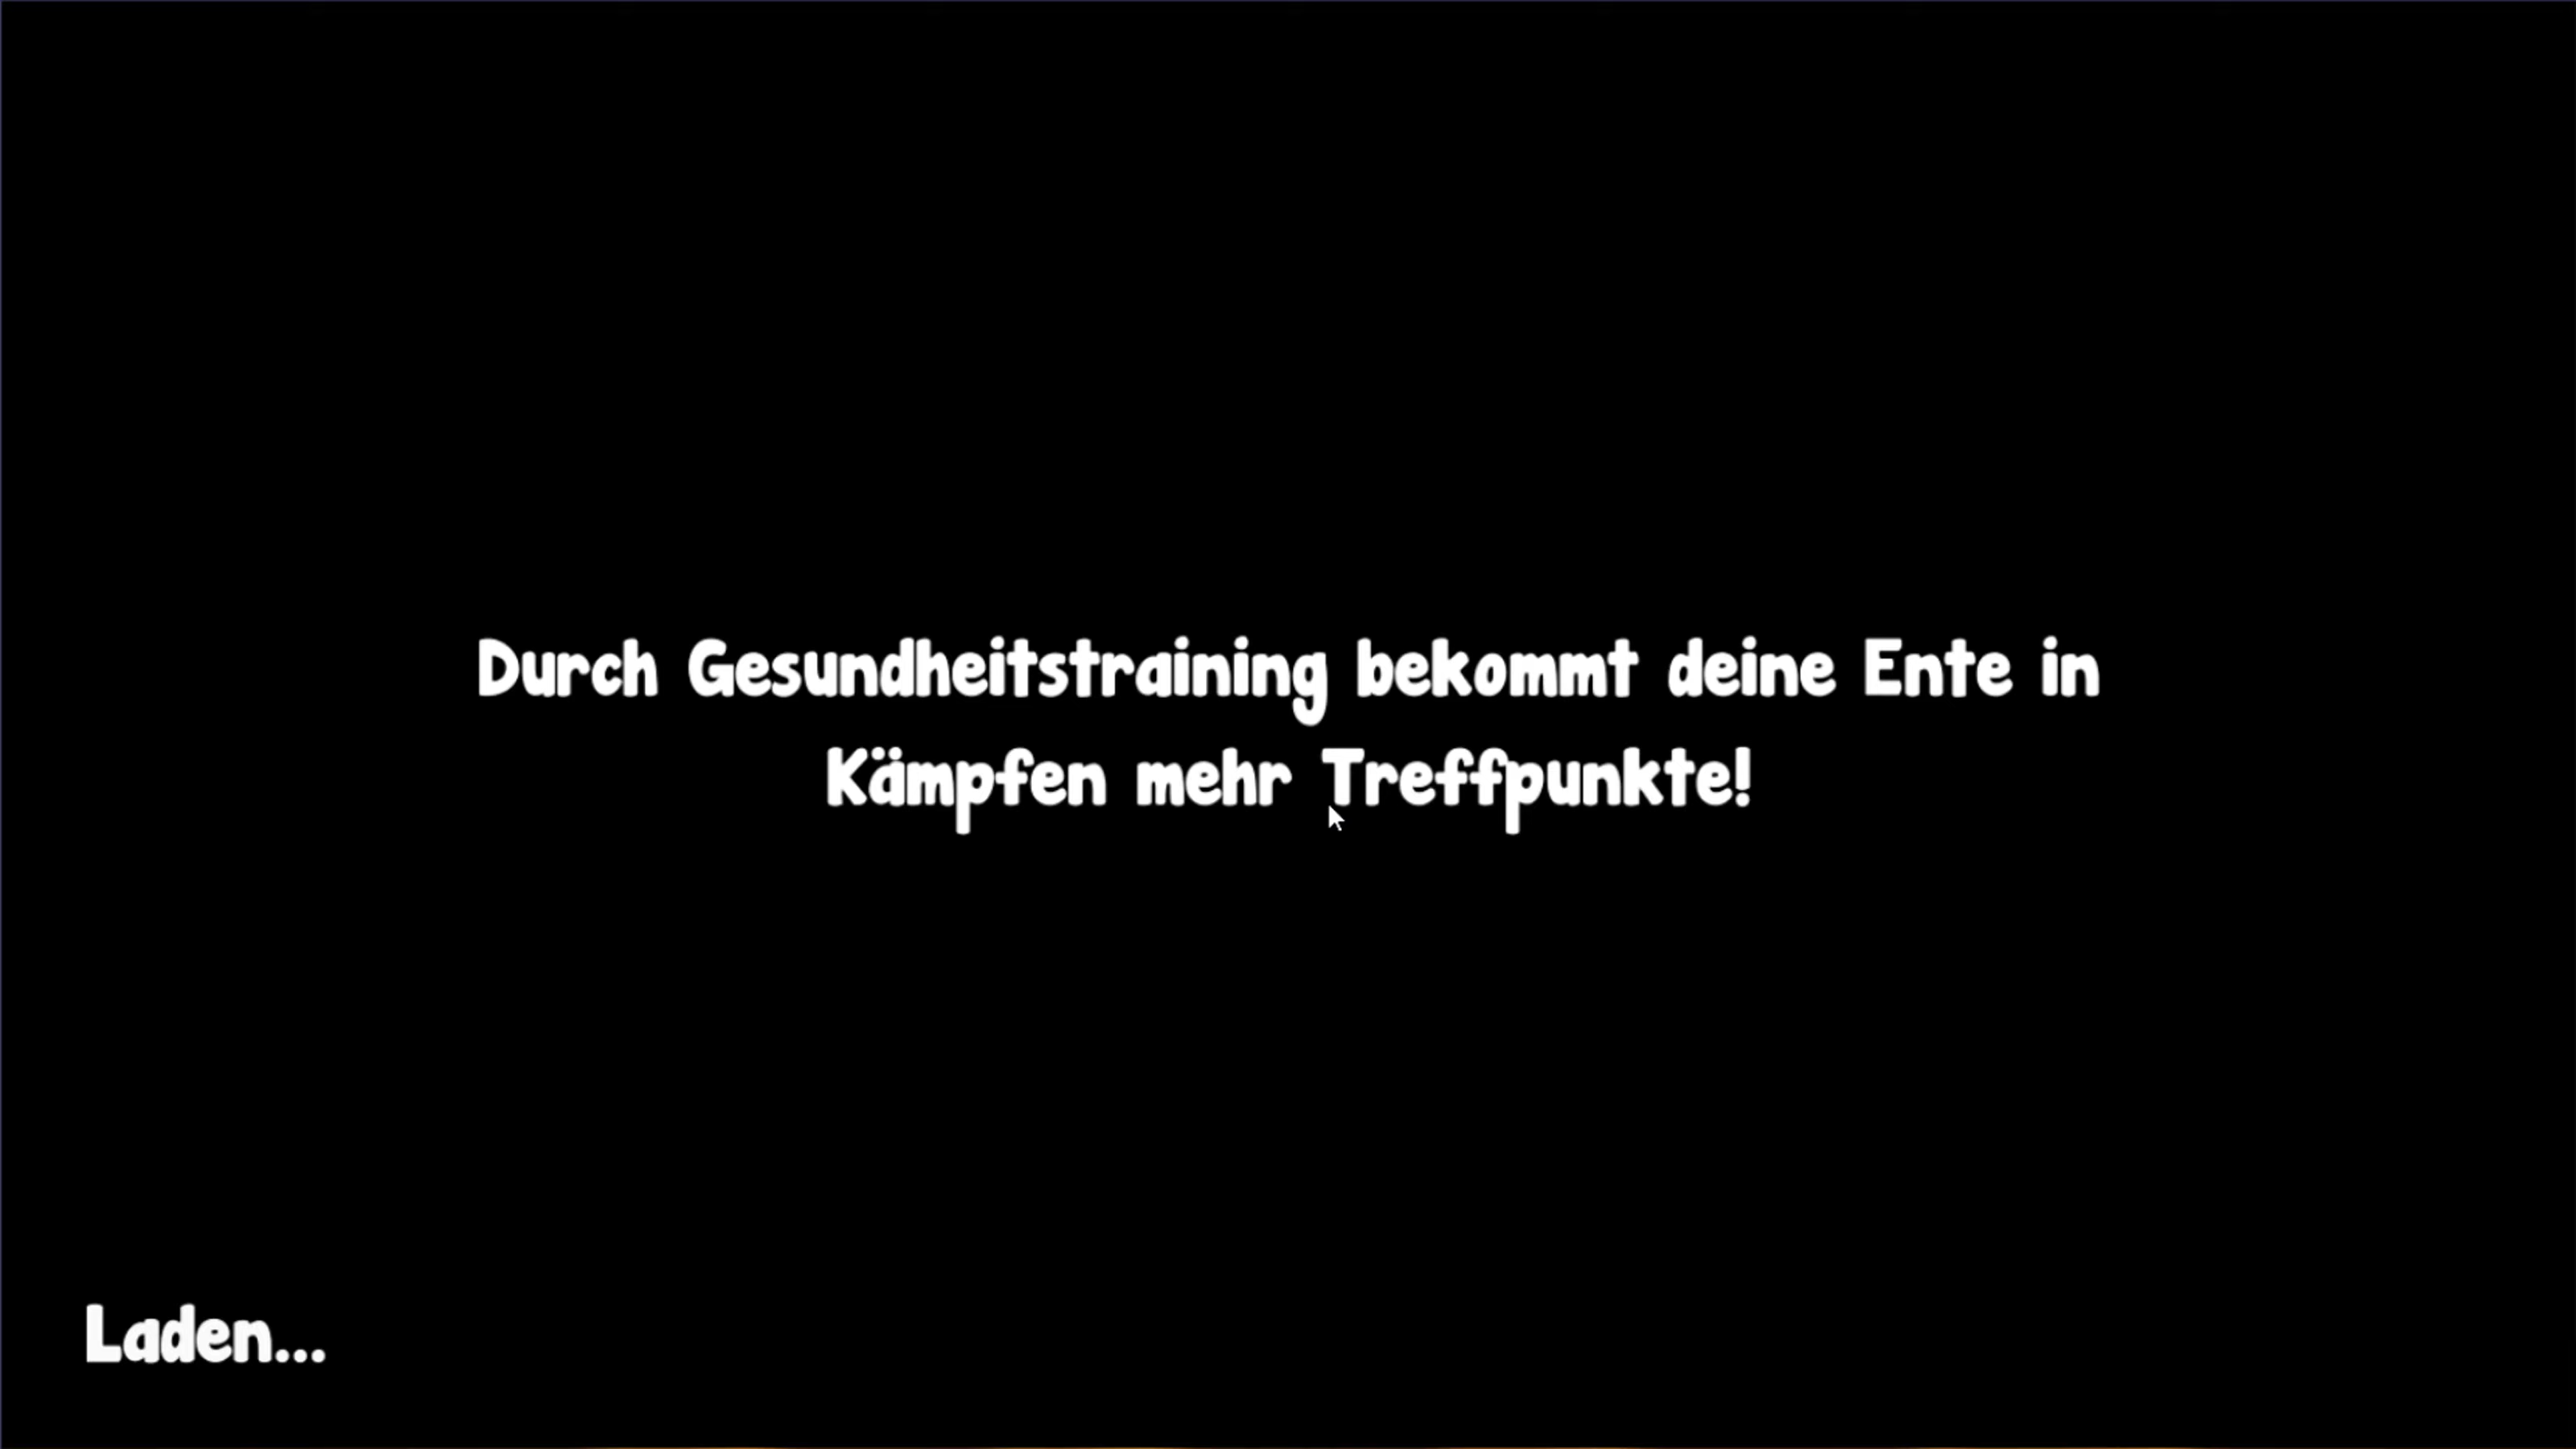 Durch Gesundheitstraining bekommt deine Ente in
Kämpfen mehr Treffpunkte!
Laden...